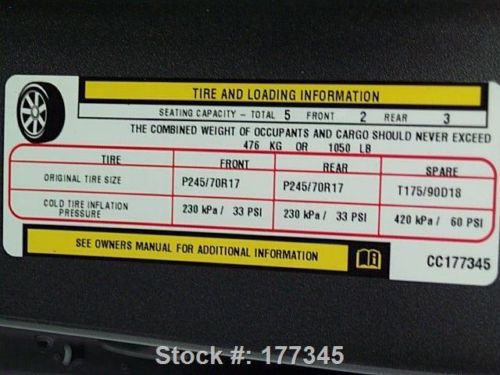 TIRE AND LOADING INFORMATION
SEATING CAPACITY - TOTAL 5 FRONT 2 REAR 3
THE COMBINED WEIGHT OF OCCUPANTS AND CARGO SHOULD NEVER EXCEED
476 KG OR 1050 LB
TIRE FRONT REAR SPARE
ORIGINAL TIRE SIZE P245/70R17 P245/70R17 T175/90D18
COLD TIRE INFLATION
PRESSURE 230 kPa / 33 PSI 230 kPa / 33 PSI 420 kPa / 60 PSI
SEE OWNERS MANUAL FOR ADDITIONAL INFORMATION
CC177345
Stock #: 177345